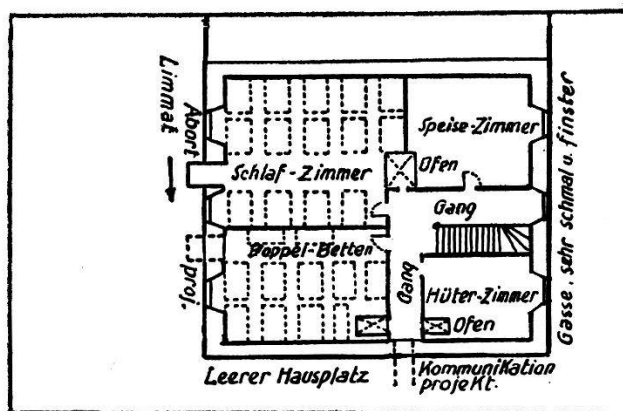 Limmat
Abort
Schlaf-Zimmer
Speise-Zimmer
Ofen
Gang
Doppel-Betten
proj.
Gang
Hüter-Zimmer
Ofen
Gasse, sehr schmal u. finster
Leerer Hausplatz
Kommunikation
projekt.